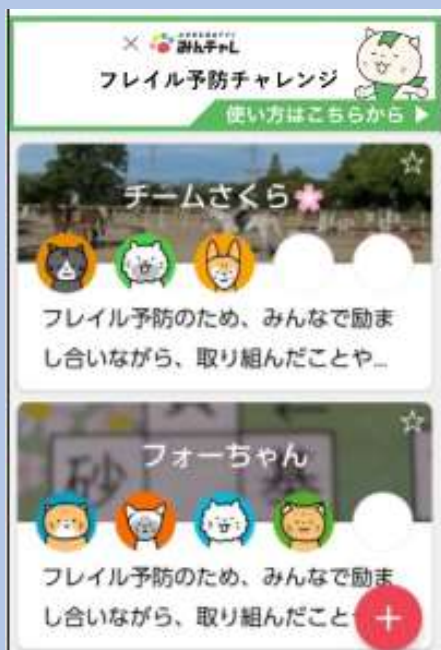 × みんチャレ
フレイル予防チャレンジ
使い方はこちらから ▶
☆
チームさくら🌸
フレイル予防のため、みんなで励ま
し合いながら、取り組んだことや...
☆
フォーちゃん
砂
フレイル予防のため、みんなで励ま
し合いながら、取り組んだこと
+